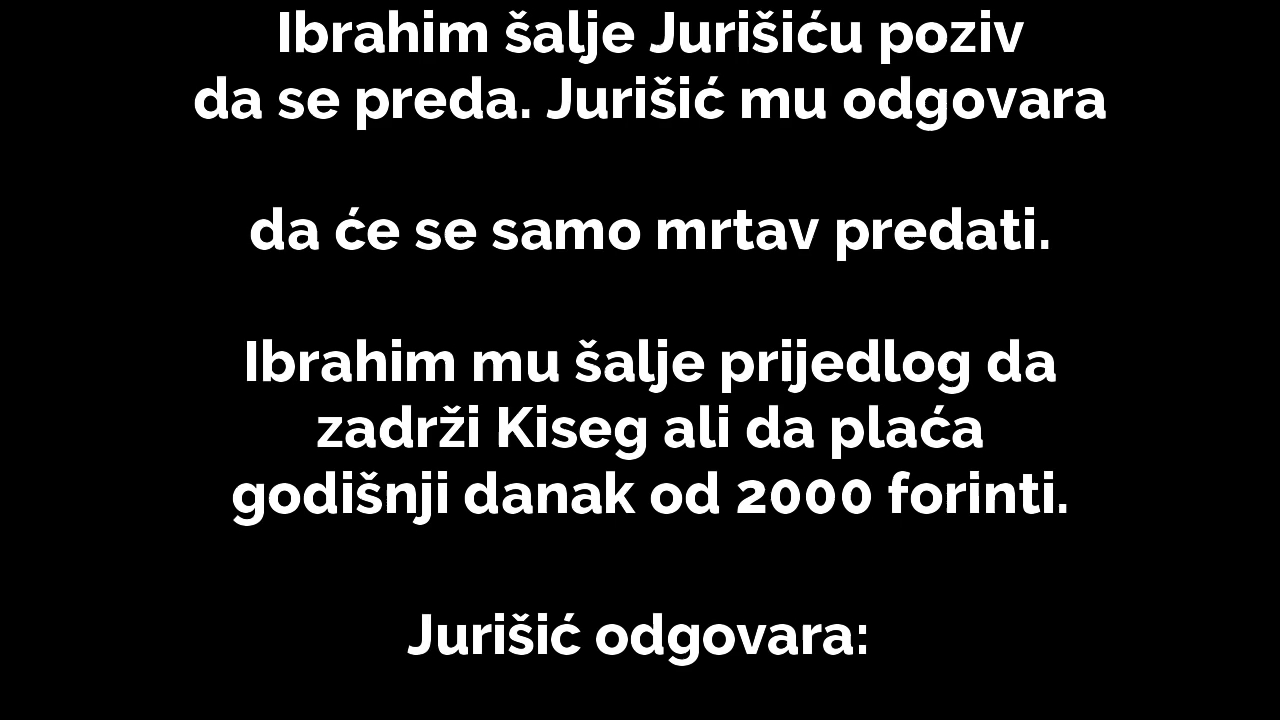 Ibrahim šalje Jurišiću poziv
da se preda. Jurišić mu odgovara
da će se samo mrtav predati.
Ibrahim mu šalje prijedlog da
zadrži Kiseg ali da plaća
godišnji danak od 2000 forinti.
Jurišić odgovara: